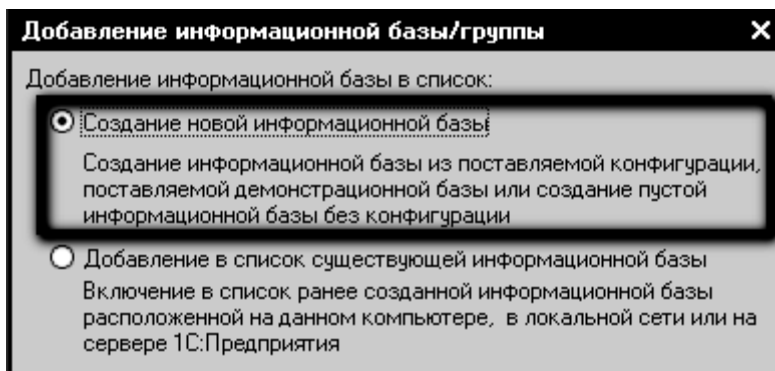 Добавление информационной базы/группы
Добавление информационной базы в список:
Создание новой информационной базы
Создание информационной базы из поставляемой конфигурации,
поставляемой демонстрационной базы или создание пустой
информационной базы без конфигурации
Добавление в список существующей информационной базы
Включение в список ранее созданной информационной базы
расположенной на данном компьютере, в локальной сети или на
сервере 1С:Предприятия